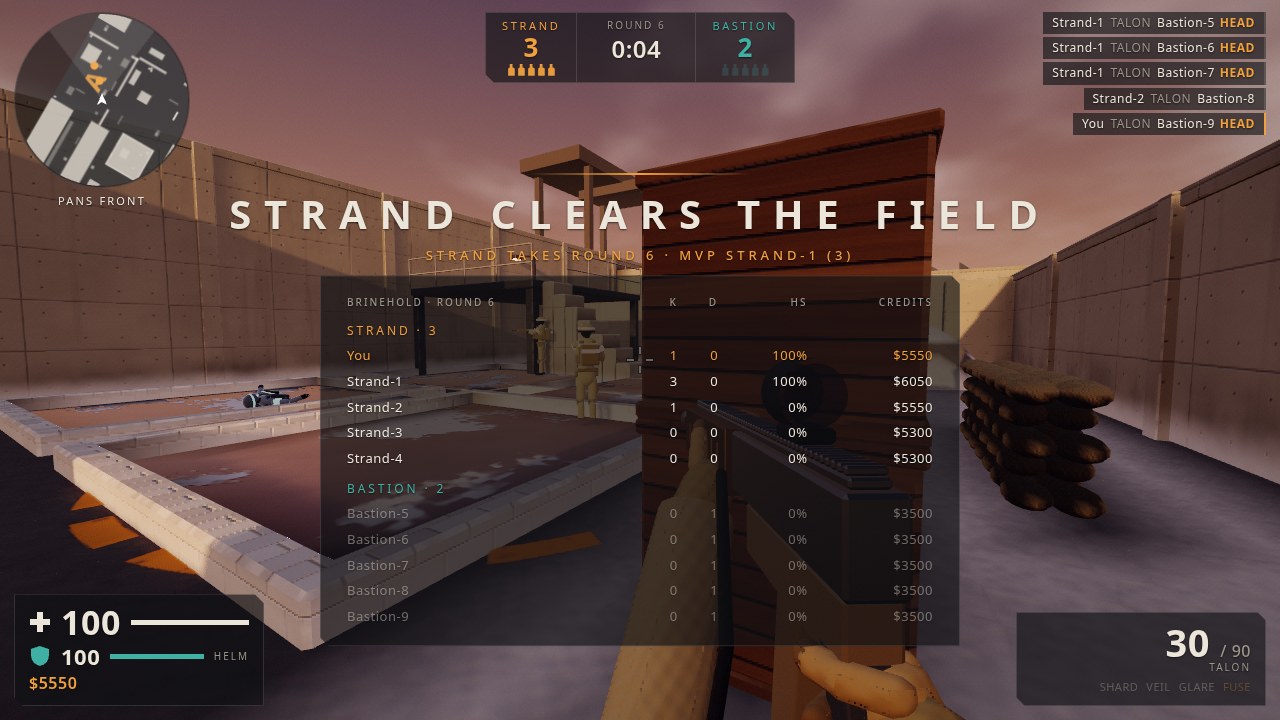 STRAND
3
ROUND 6
0:04
BASTION
2
Strand-1 TALON Bastion-5 HEAD
Strand-1 TALON Bastion-6 HEAD
Strand-1 TALON Bastion-7 HEAD
Strand-2 TALON Bastion-8
You TALON Bastion-9 HEAD
A
PANS FRONT
STRAND CLEARS THE FIELD
STRAND TAKES ROUND 6 · MVP STRAND-1 (3)
BRINEHOLD · ROUND 6 K D HS CREDITS
STRAND · 3
You 1 0 100% $5550
Strand-1 3 0 100% $6050
Strand-2 1 0 0% $5550
Strand-3 0 0 0% $5300
Strand-4 0 0 0% $5300
BASTION · 2
Bastion-5 0 1 0% $3500
Bastion-6 0 1 0% $3500
Bastion-7 0 1 0% $3500
Bastion-8 0 1 0% $3500
Bastion-9 0 1 0% $3500
100
100 HELM
$5550
30 / 90
TALON
SHARD VEIL GLARE FUSE